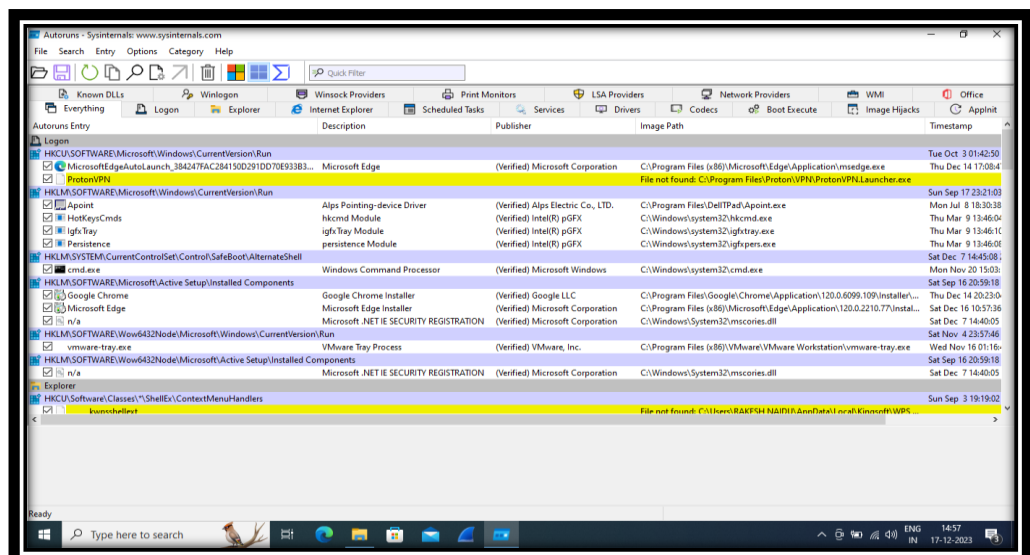 Autoruns - Sysinternals: www.sysinternals.com
File Search Entry Options Category Help
Quick Filter
Known DLLs Winlogon Winsock Providers Print Monitors LSA Providers Network Providers WMI Office
Everything Logon Explorer Internet Explorer Scheduled Tasks Services Drivers Codecs Boot Execute Image Hijacks AppInit
Autoruns Entry Description Publisher Image Path Timestamp
Logon
HKCU\SOFTWARE\Microsoft\Windows\CurrentVersion\Run Tue Oct 3 01:42:50
MicrosoftEdgeAutoLaunch_384247FAC284150D291DD70E933B3... Microsoft Edge (Verified) Microsoft Corporation C:\Program Files (x86)\Microsoft\Edge\Application\msedge.exe Thu Dec 14 17:08:4
ProtonVPN File not found: C:\Program Files\Proton\VPN\ProtonVPN.Launcher.exe
HKLM\SOFTWARE\Microsoft\Windows\CurrentVersion\Run Sun Sep 17 23:21:03
Apoint Alps Pointing-device Driver (Verified) Alps Electric Co., LTD. C:\Program Files\DellTPad\Apoint.exe Mon Jul 8 18:30:38
HotKeysCmds hkcmd Module (Verified) Intel(R) pGFX C:\Windows\system32\hkcmd.exe Thu Mar 9 13:46:04
IgfxTray igfxTray Module (Verified) Intel(R) pGFX C:\Windows\system32\igfxtray.exe Thu Mar 9 13:46:10
Persistence persistence Module (Verified) Intel(R) pGFX C:\Windows\system32\igfxpers.exe Thu Mar 9 13:46:08
HKLM\SYSTEM\CurrentControlSet\Control\SafeBoot\AlternateShell Sat Dec 7 14:45:08
cmd.exe Windows Command Processor (Verified) Microsoft Windows C:\Windows\system32\cmd.exe Mon Nov 20 15:03:
HKLM\SOFTWARE\Microsoft\Active Setup\Installed Components Sat Sep 16 20:59:18
Google Chrome Google Chrome Installer (Verified) Google LLC C:\Program Files\Google\Chrome\Application\120.0.6099.109\Installer\... Thu Dec 14 20:23:0
Microsoft Edge Microsoft Edge Installer (Verified) Microsoft Corporation C:\Program Files (x86)\Microsoft\Edge\Application\120.0.2210.77\Instal... Sat Dec 16 10:57:36
n/a Microsoft .NET IE SECURITY REGISTRATION (Verified) Microsoft Corporation C:\Windows\System32\mscories.dll Sat Dec 7 14:40:05
HKLM\SOFTWARE\Wow6432Node\Microsoft\Windows\CurrentVersion\Run Sat Nov 4 23:57:46
vmware-tray.exe VMware Tray Process (Verified) VMware, Inc. C:\Program Files (x86)\VMware\VMware Workstation\vmware-tray.exe Wed Nov 16 01:16:
HKLM\SOFTWARE\Wow6432Node\Microsoft\Active Setup\Installed Components Sat Sep 16 20:59:18
n/a Microsoft .NET IE SECURITY REGISTRATION (Verified) Microsoft Corporation C:\Windows\System32\mscories.dll Sat Dec 7 14:40:05
Explorer
HKCU\Software\Classes\*\ShellEx\ContextMenuHandlers Sun Sep 3 19:19:02
kwpsshellext File not found: C:\Users\RAKESH NAIDU\AppData\Local\Kingsoft\WPS ...
Ready
Type here to search
ENG 14:57
IN 17-12-2023